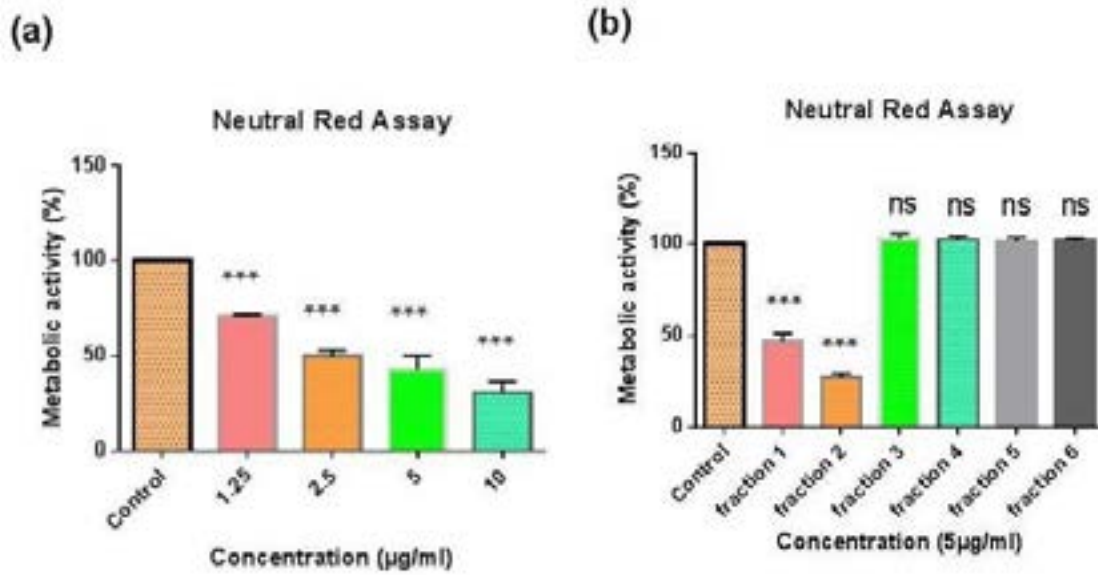 (a)
Neutral Red Assay
Metabolic activity (%)
150
100
50
0
***
***
***
***
Control
1.25
2.5
5
10
Concentration (µg/ml)
(b)
Neutral Red Assay
Metabolic activity (%)
150
100
50
0
***
***
ns
ns
ns
ns
Control
fraction 1
fraction 2
fraction 3
fraction 4
fraction 5
fraction 6
Concentration (5µg/ml)